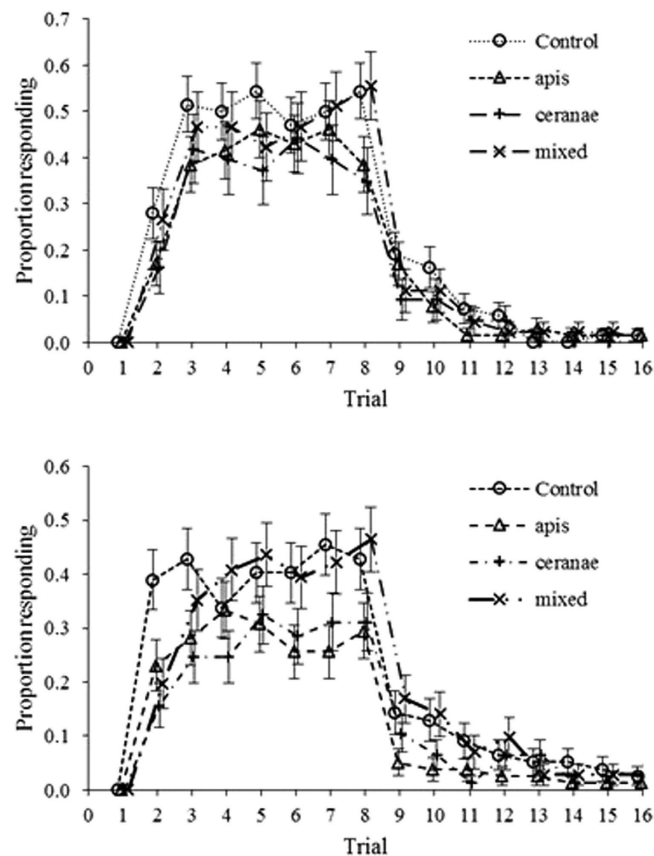 0.7
0.6
0.5
0.4
0.3
0.2
0.1
0.0
Proportion responding
Control
apis
ceranae
mixed
0 1 2 3 4 5 6 7 8 9 10 11 12 13 14 15 16
Trial
0.6
0.5
0.4
0.3
0.2
0.1
0.0
Proportion responding
Control
apis
ceranae
mixed
0 1 2 3 4 5 6 7 8 9 10 11 12 13 14 15 16
Trial